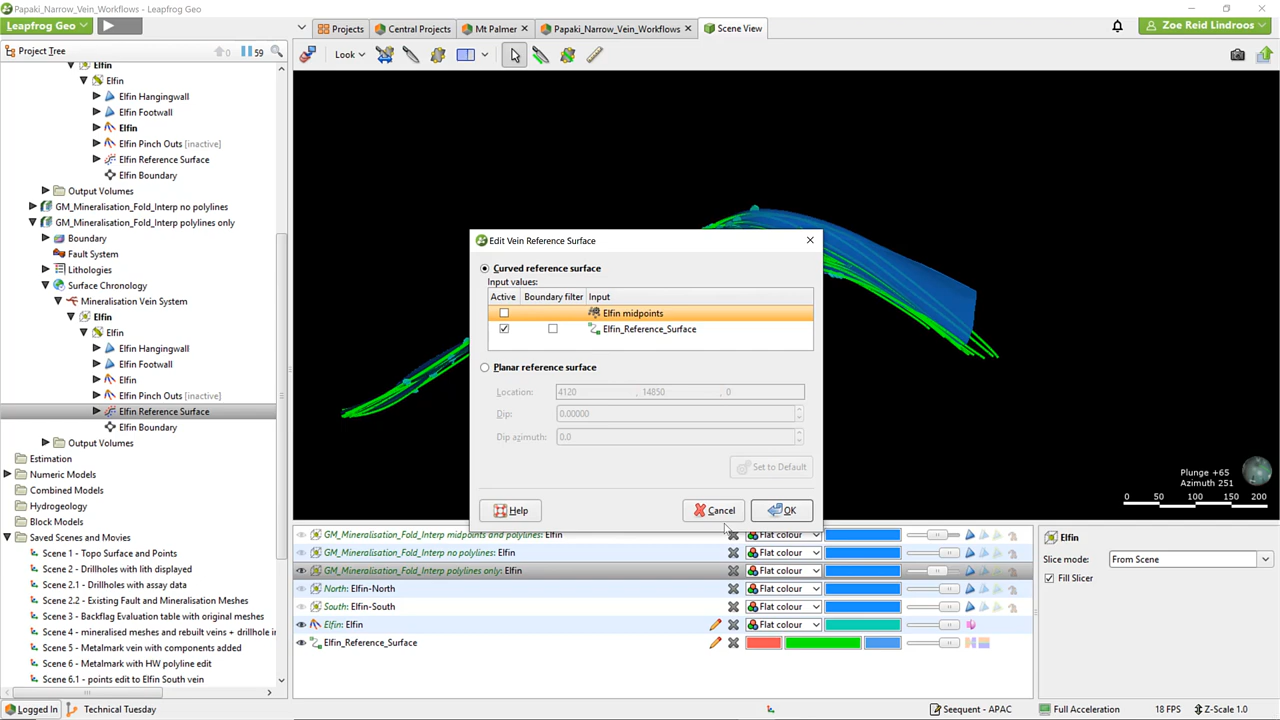 Papaki_Narrow_Vein_Workflows - Leapfrog Geo
Leapfrog Geo
Projects
Central Projects
Mt Palmer
Papaki_Narrow_Vein_Workflows
Scene View
Zoe Reid Lindroos
Project Tree
0
59
Look
Elfin
Elfin
Elfin Hangingwall
Elfin Footwall
Elfin
Elfin Pinch Outs [inactive]
Elfin Reference Surface
Elfin Boundary
Output Volumes
GM_Mineralisation_Fold_Interp no polylines
GM_Mineralisation_Fold_Interp polylines only
Boundary
Fault System
Lithologies
Surface Chronology
Mineralisation Vein System
Elfin
Elfin
Elfin Hangingwall
Elfin Footwall
Elfin
Elfin Pinch Outs [inactive]
Elfin Reference Surface
Elfin Boundary
Output Volumes
Estimation
Numeric Models
Combined Models
Hydrogeology
Block Models
Saved Scenes and Movies
Scene 1 - Topo Surface and Points
Scene 2 - Drillholes with lith displayed
Scene 2.1 - Drillholes with assay data
Scene 2.2 - Existing Fault and Mineralisation Meshes
Scene 3 - Backflag Evaluation table with original meshes
Scene 4 - mineralised meshes and rebuilt veins + drillhole in
Scene 5 - Metalmark vein with components added
Scene 6 - Metalmark with HW polyline edit
Scene 6.1 - points edit to Elfin South vein
Edit Vein Reference Surface
Curved reference surface
Input values:
Active
Boundary filter
Input
Elfin midpoints
Elfin_Reference_Surface
Planar reference surface
Location:
4120 , 14850 , 0
Dip:
0.00000
Dip azimuth:
0.0
Set to Default
Help
Cancel
OK
Plunge +65
Azimuth 251
0 50 100 150 200
GM_Mineralisation_Fold_Interp midpoints and polylines: Elfin
Flat colour
GM_Mineralisation_Fold_Interp no polylines: Elfin
Flat colour
GM_Mineralisation_Fold_Interp polylines only: Elfin
Flat colour
North: Elfin-North
Flat colour
South: Elfin-South
Flat colour
Elfin: Elfin
Flat colour
Elfin_Reference_Surface
Elfin
Slice mode:
From Scene
Fill Slicer
Logged In
Technical Tuesday
Seequent - APAC
Full Acceleration
18 FPS
Z-Scale 1.0